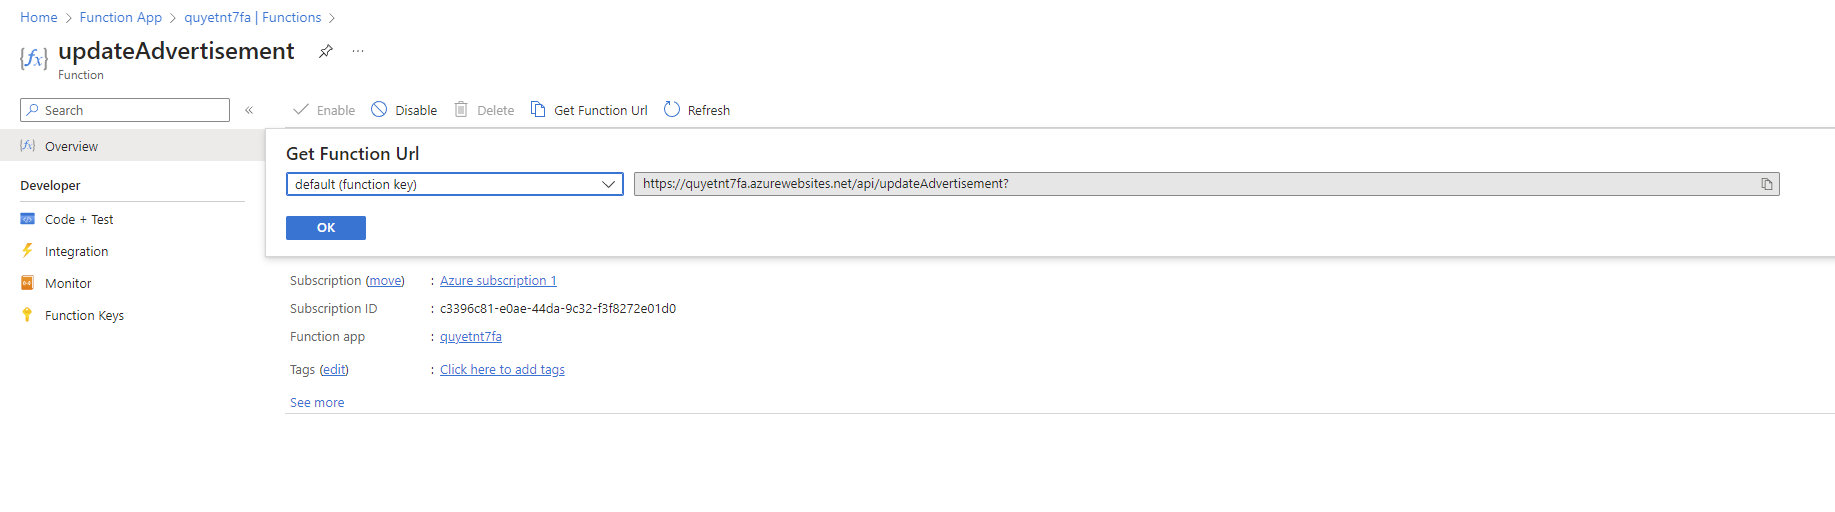 Home > Function App > quyetnt7fa | Functions >
{fx} updateAdvertisement ...
Function
Search «
Enable Disable Delete Get Function Url Refresh
{fx} Overview
Get Function Url
default (function key) https://quyetnt7fa.azurewebsites.net/api/updateAdvertisement?
OK
Developer
Code + Test
Integration
Monitor
Function Keys
Subscription (move) : Azure subscription 1
Subscription ID : c3396c81-e0ae-44da-9c32-f3f8272e01d0
Function app : quyetnt7fa
Tags (edit) : Click here to add tags
See more